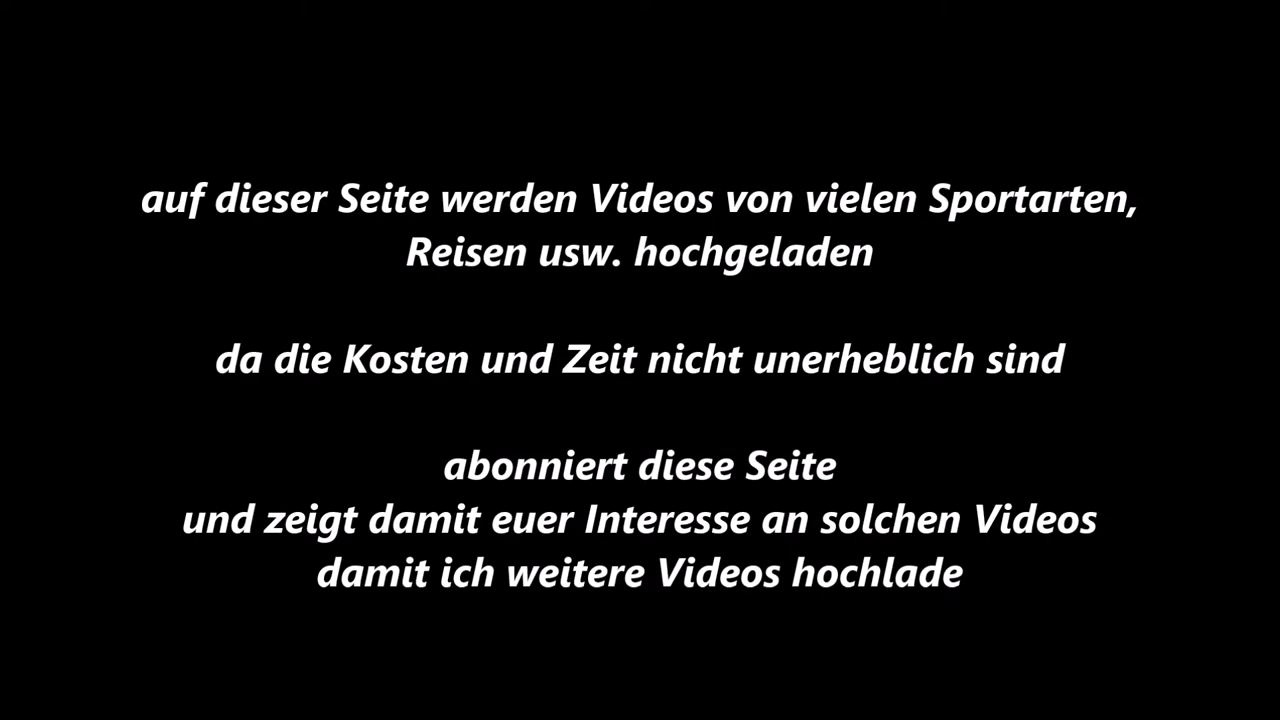 auf dieser Seite werden Videos von vielen Sportarten,
Reisen usw. hochgeladen
da die Kosten und Zeit nicht unerheblich sind
abonniert diese Seite
und zeigt damit euer Interesse an solchen Videos
damit ich weitere Videos hochlade